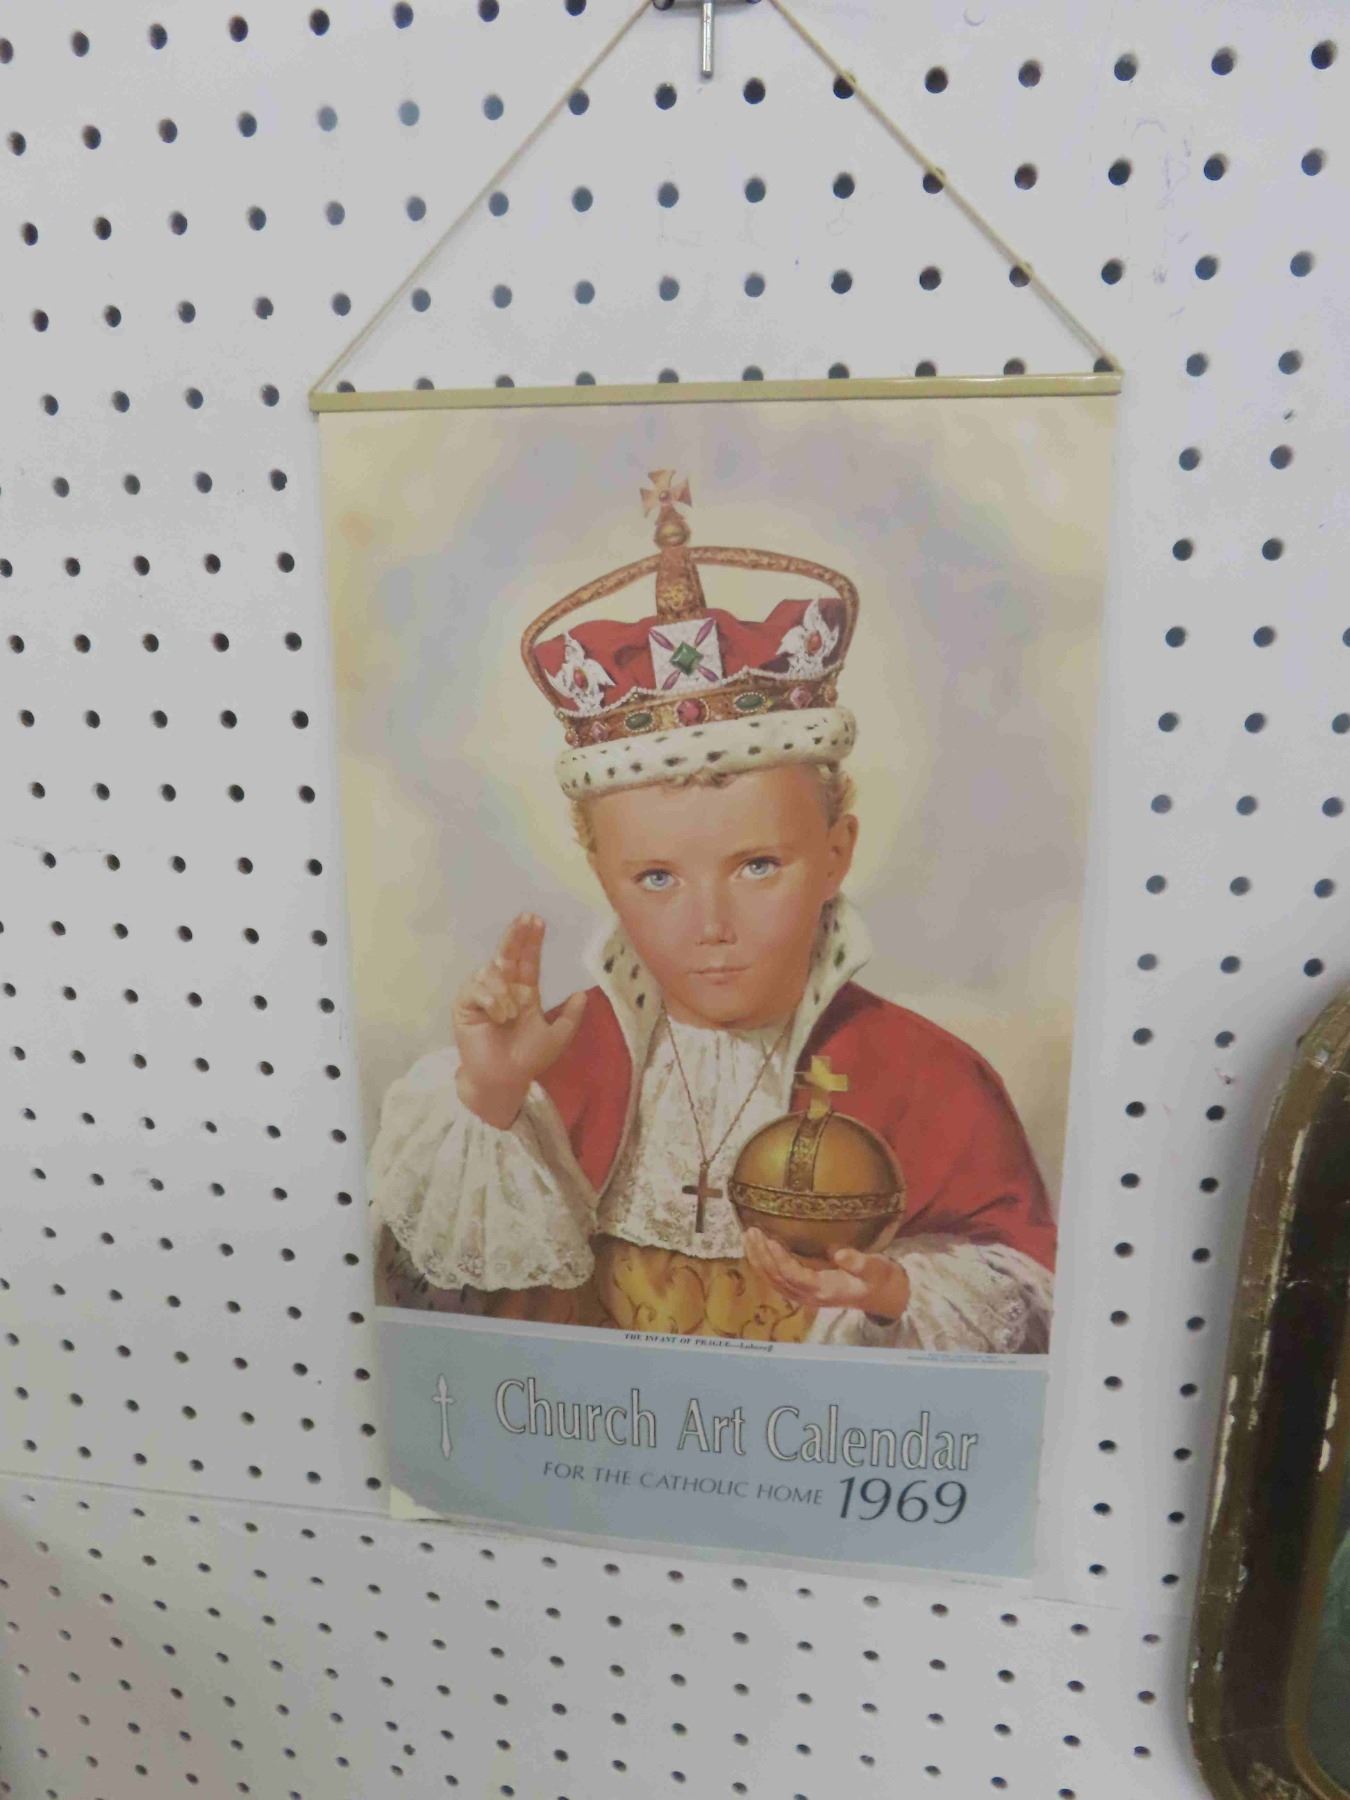 THE INFANT OF PRAGUE—
Church Art Calendar
FOR THE CATHOLIC HOME 1969